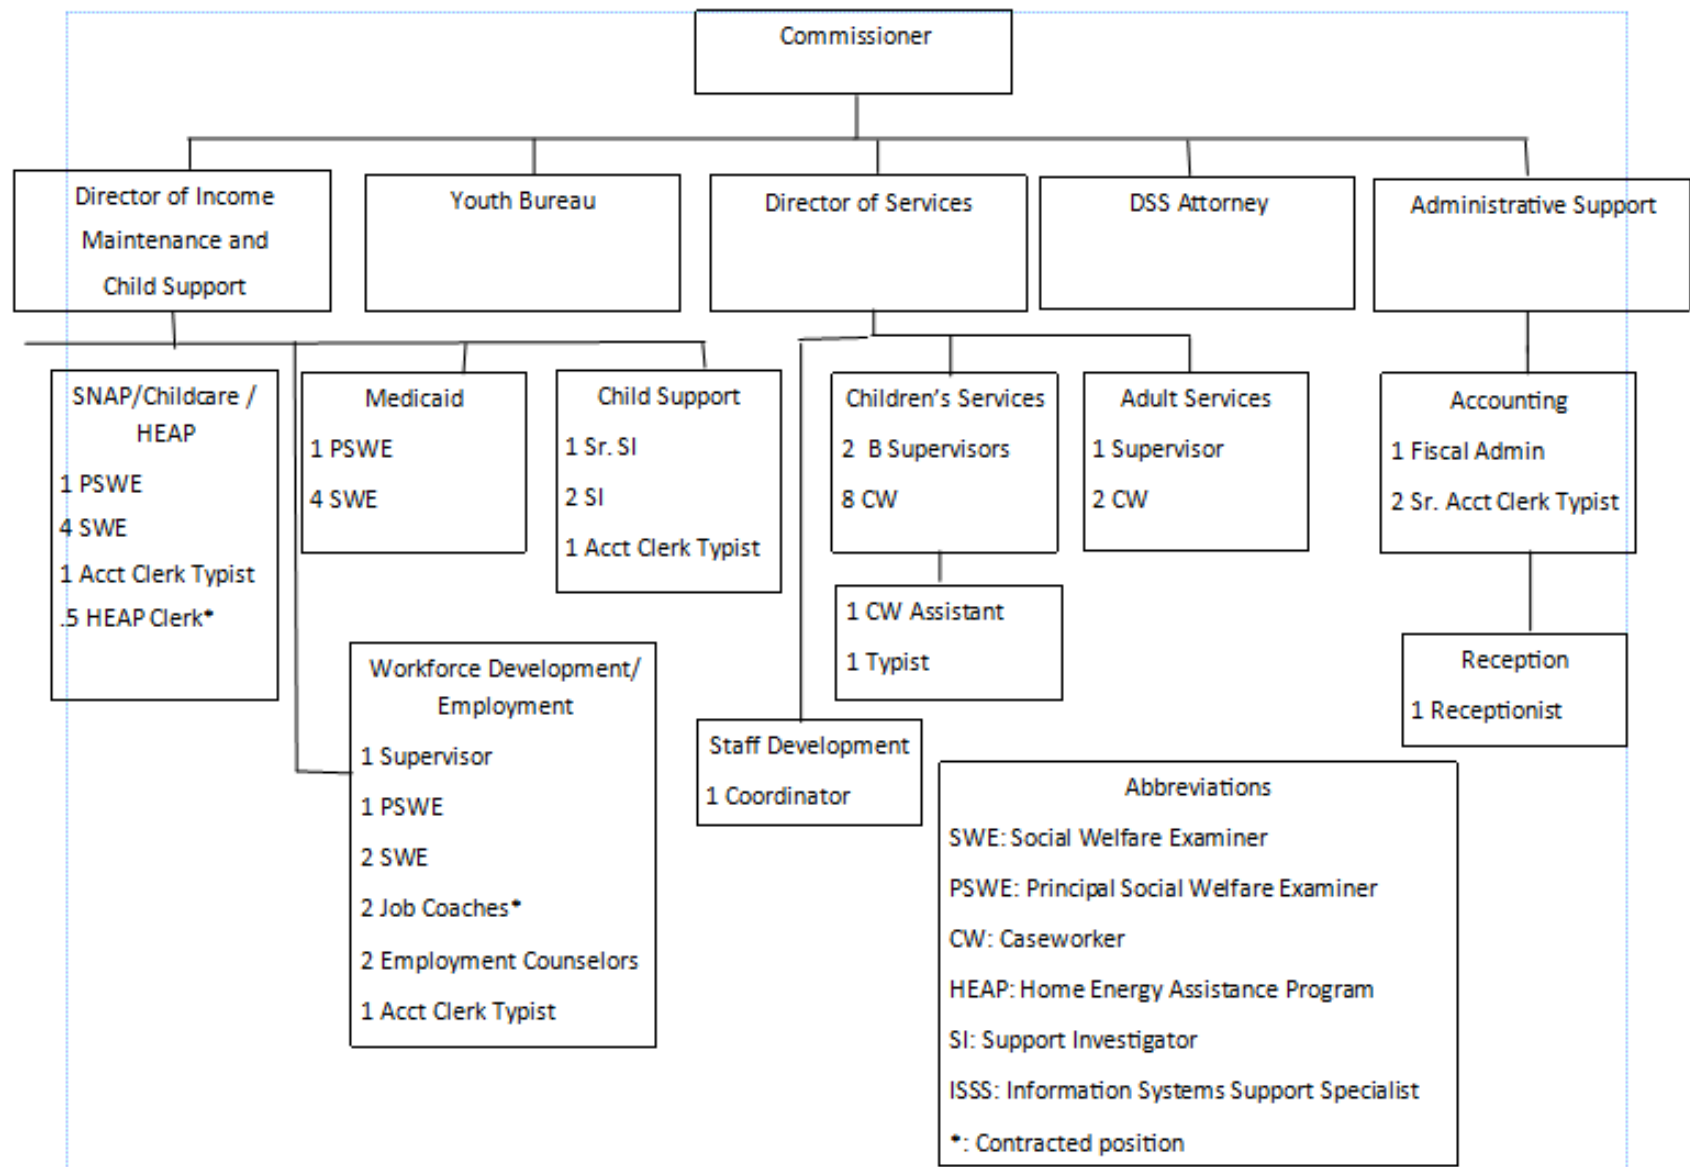 Commissioner
Director of Income
Maintenance and
Child Support
Youth Bureau
Director of Services
DSS Attorney
Administrative Support
SNAP/Childcare /
HEAP
1 PSWE
4 SWE
1 Acct Clerk Typist
.5 HEAP Clerk*
Medicaid
1 PSWE
4 SWE
Child Support
1 Sr. SI
2 SI
1 Acct Clerk Typist
Children's Services
2  B Supervisors
8 CW
Adult Services
1 Supervisor
2 CW
Accounting
1 Fiscal Admin
2 Sr. Acct Clerk Typist
1 CW Assistant
1 Typist
Reception
1 Receptionist
Workforce Development/
Employment
1 Supervisor
1 PSWE
2 SWE
2 Job Coaches*
2 Employment Counselors
1 Acct Clerk Typist
Staff Development
1 Coordinator
Abbreviations
SWE: Social Welfare Examiner
PSWE: Principal Social Welfare Examiner
CW: Caseworker
HEAP: Home Energy Assistance Program
SI: Support Investigator
ISSS: Information Systems Support Specialist
*: Contracted position